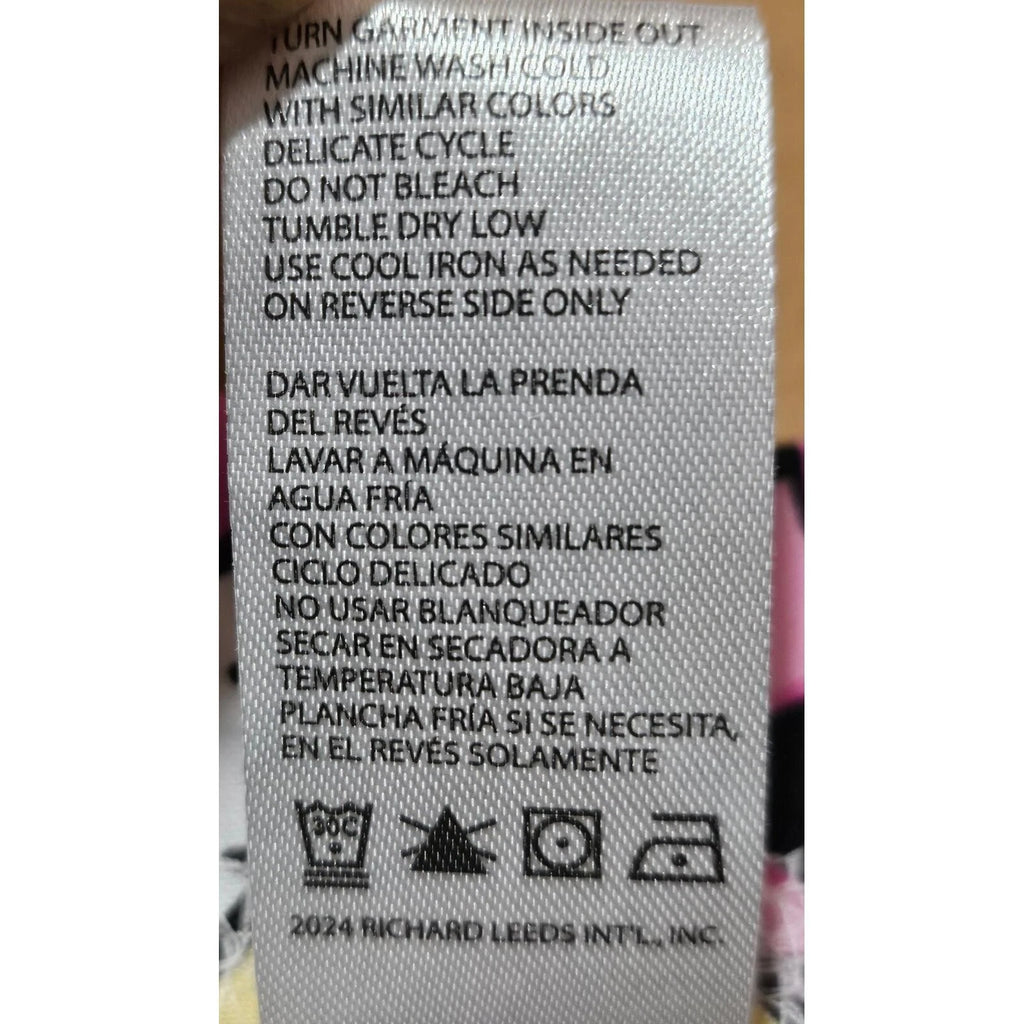 TURN GARMENT INSIDE OUT
MACHINE WASH COLD
WITH SIMILAR COLORS
DELICATE CYCLE
DO NOT BLEACH
TUMBLE DRY LOW
USE COOL IRON AS NEEDED
ON REVERSE SIDE ONLY
DAR VUELTA LA PRENDA
DEL REVÉS
LAVAR A MÁQUINA EN
AGUA FRÍA
CON COLORES SIMILARES
CICLO DELICADO
NO USAR BLANQUEADOR
SECAR EN SECADORA A
TEMPERATURA BAJA
PLANCHA FRÍA SI SE NECESITA,
EN EL REVÉS SOLAMENTE
30C
2024 RICHARD LEEDS INT'L., INC.